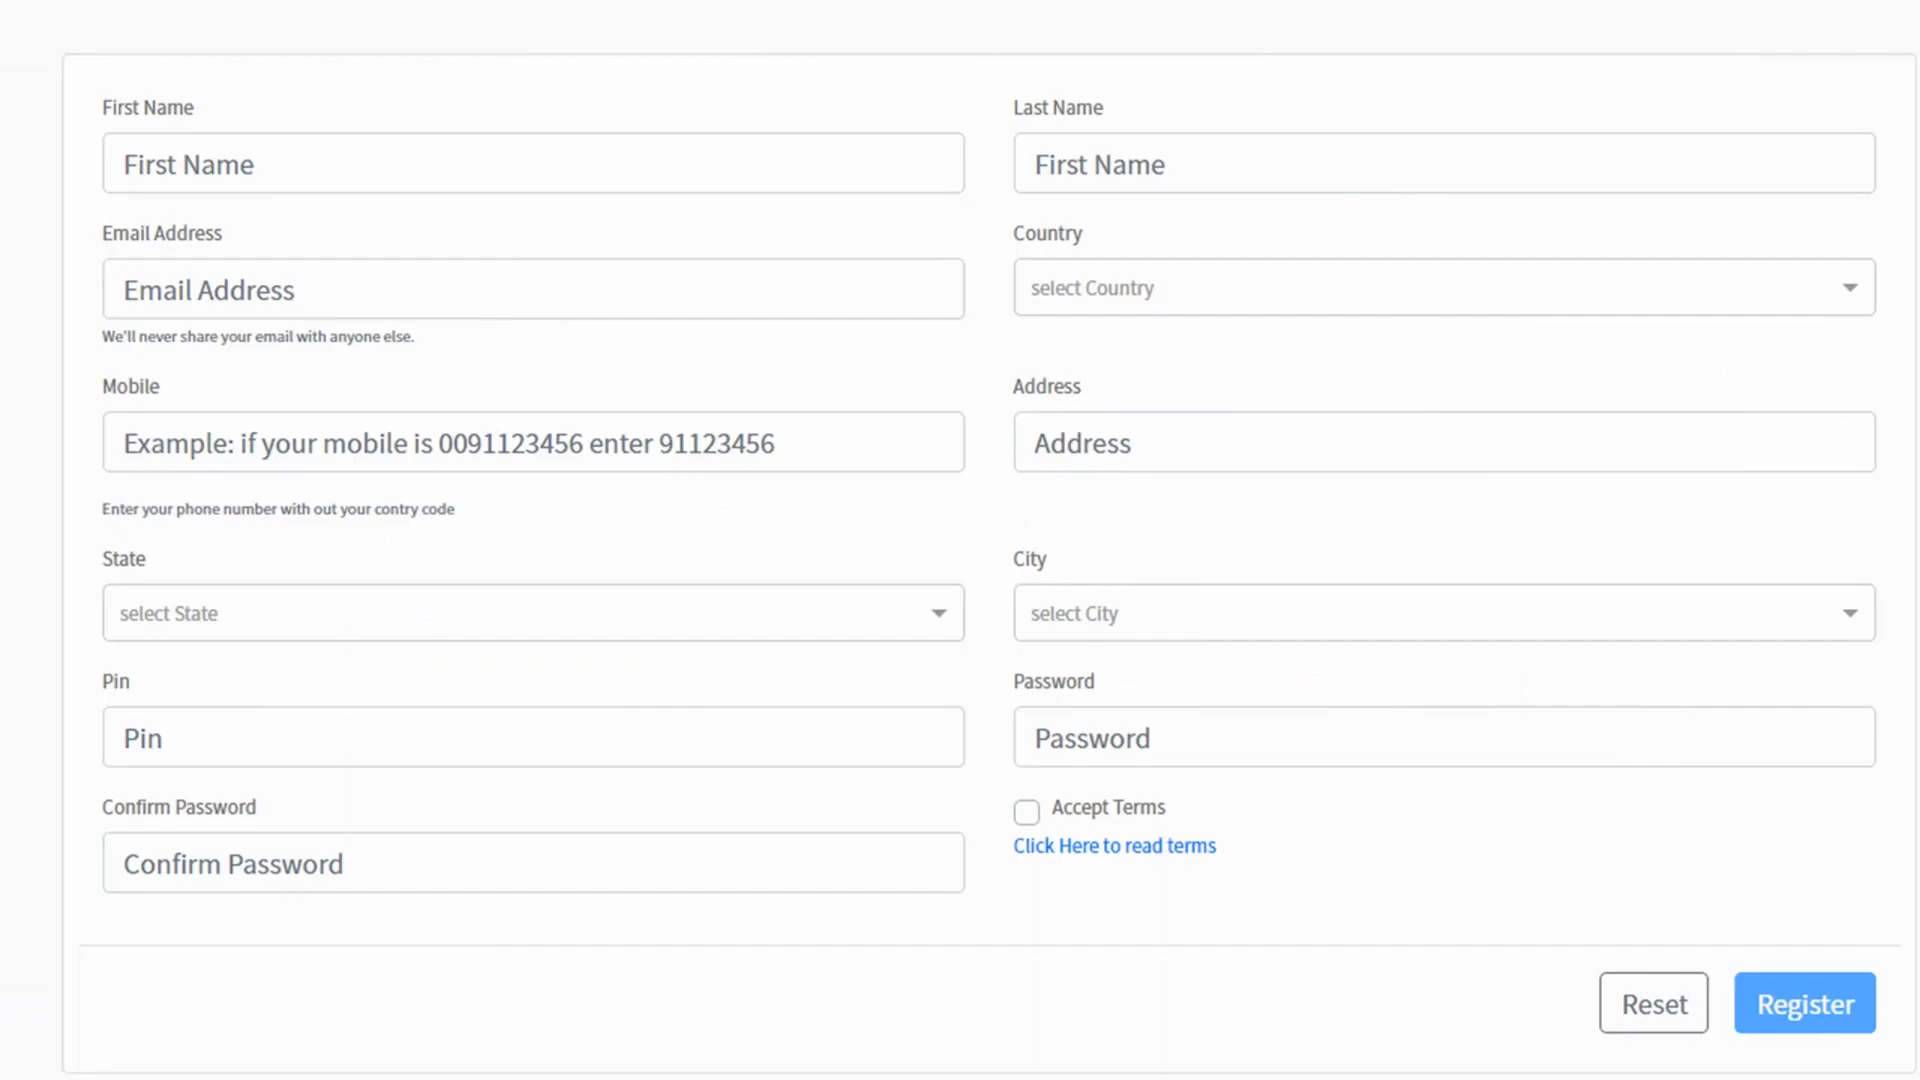 First Name
Last Name
First Name
First Name
Email Address
Country
Email Address
select Country
We'll never share your email with anyone else.
Mobile
Address
Example: if your mobile is 0091123456 enter 91123456
Address
Enter your phone number with out your contry code
State
City
select State
select City
Pin
Password
Pin
Password
Confirm Password
Accept Terms
Click Here to read terms
Confirm Password
Reset
Register